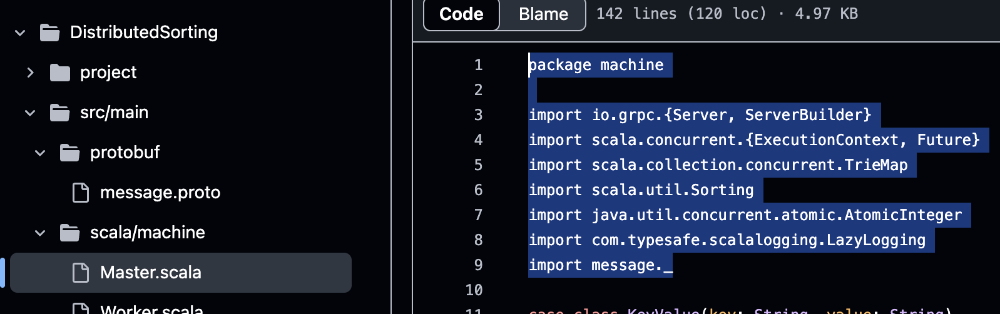 DistributedSorting
project
src/main
protobuf
message.proto
scala/machine
Master.scala
Worker.scala
Code Blame 142 lines (120 loc) · 4.97 KB
1 package machine
2
3 import io.grpc.{Server, ServerBuilder}
4 import scala.concurrent.{ExecutionContext, Future}
5 import scala.collection.concurrent.TrieMap
6 import scala.util.Sorting
7 import java.util.concurrent.atomic.AtomicInteger
8 import com.typesafe.scalalogging.LazyLogging
9 import message._
10
11 case class KeyValue(key: String, value: String)